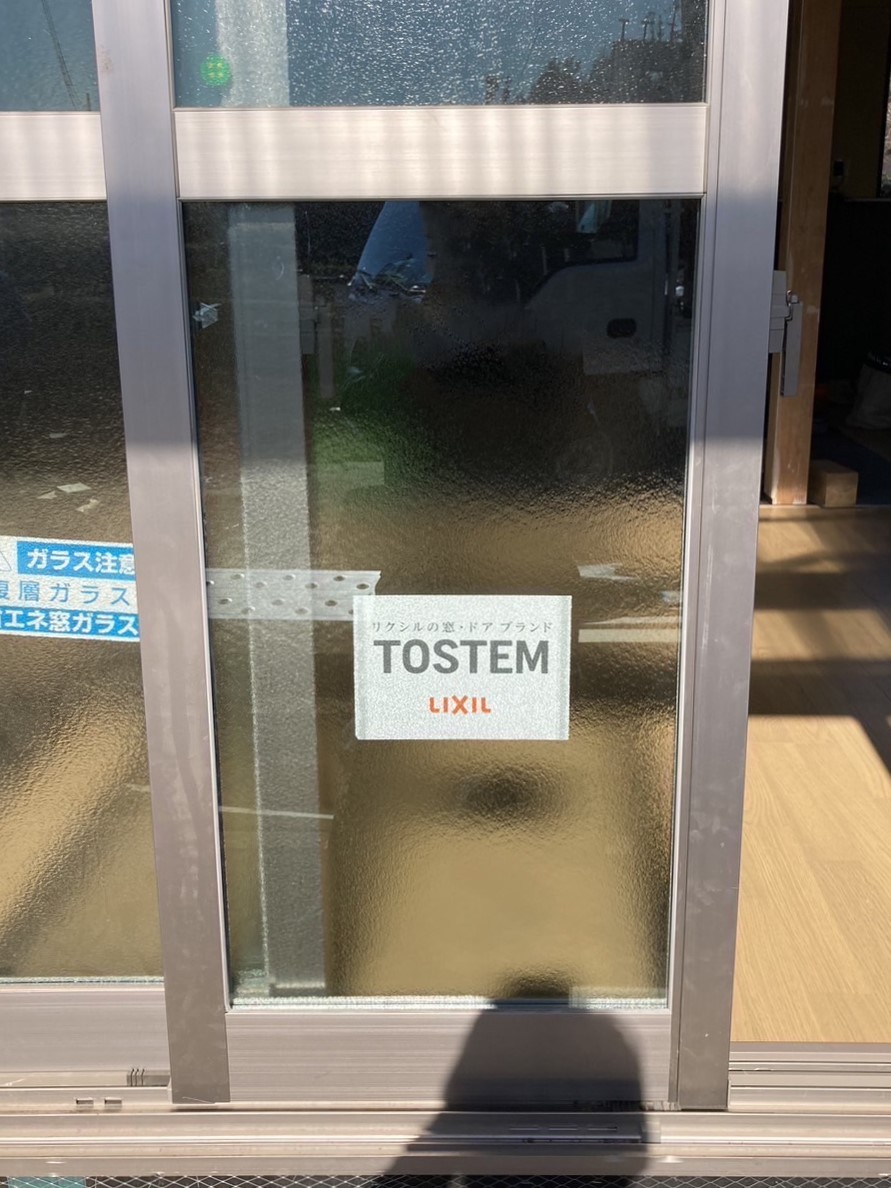 ガラス注意
複層ガラス
エネ窓ガラス
リクシルの窓・ドア ブランド
TOSTEM
LIXIL